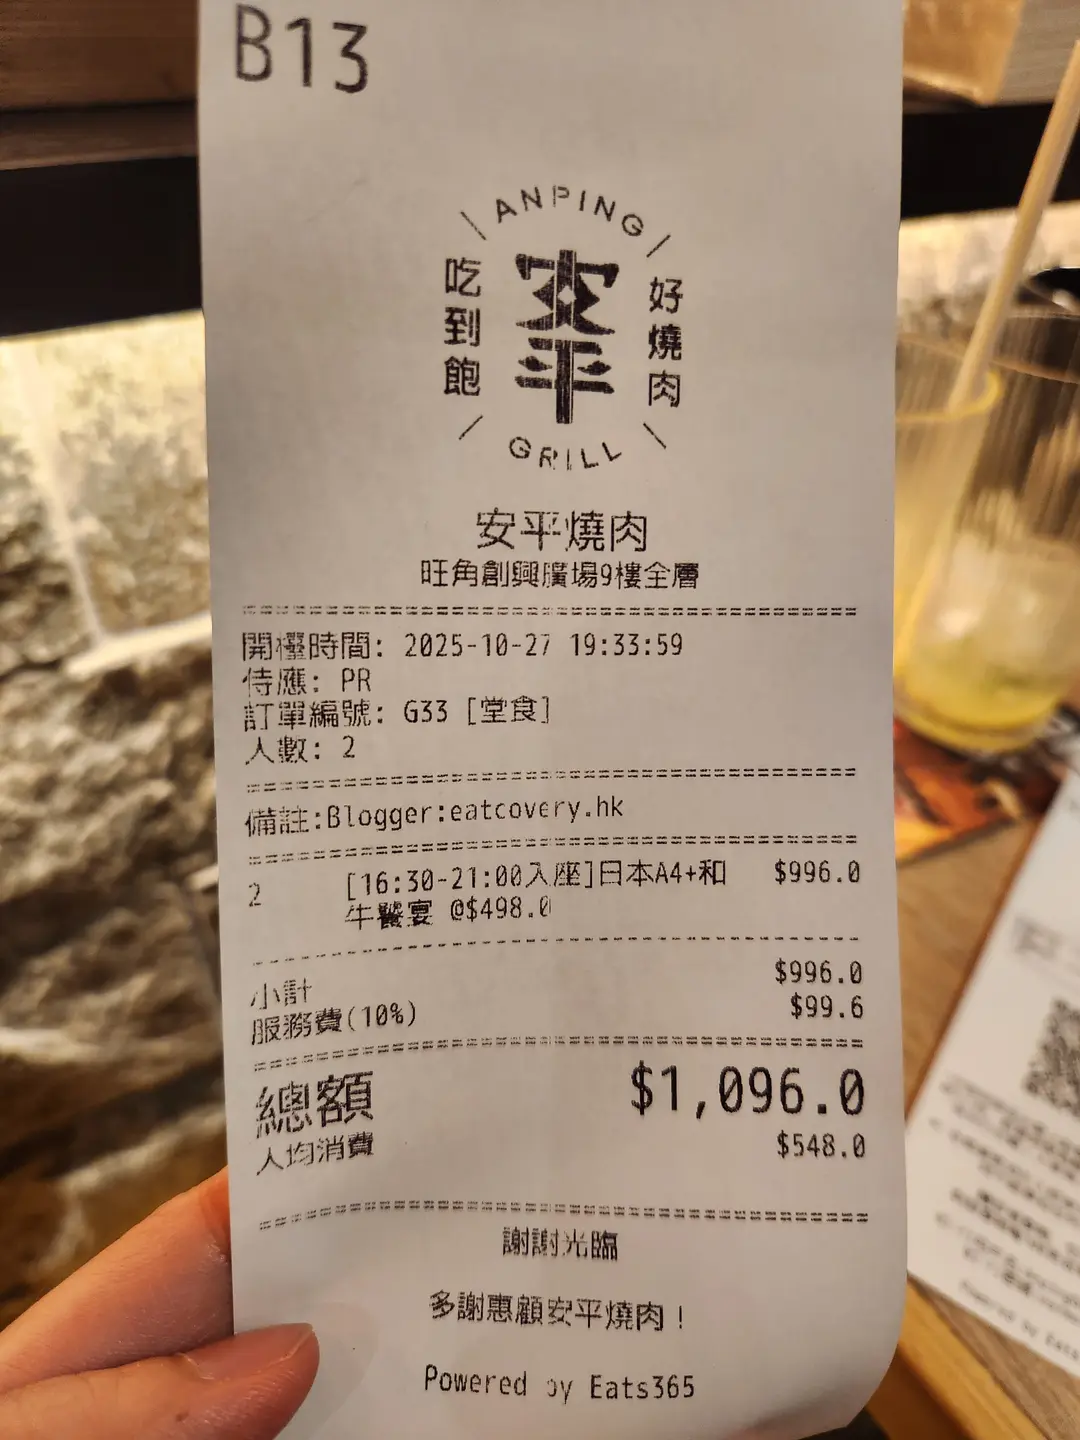 B13
ANPING
吃到飽
安平
好燒肉
GRILL
安平燒肉
旺角創興廣場9樓全層
開檯時間: 2025-10-27 19:33:59
侍應: PR
訂單編號: G33 [堂食]
人數: 2
備註:Blogger:eatcovery.hk
2 [16:30-21:00入座]日本A4+和 $996.0
牛饗宴 @$498.0
小計 $996.0
服務費(10%) $99.6
總額 $1,096.0
人均消費 $548.0
謝謝光臨
多謝惠顧安平燒肉!
Powered by Eats365